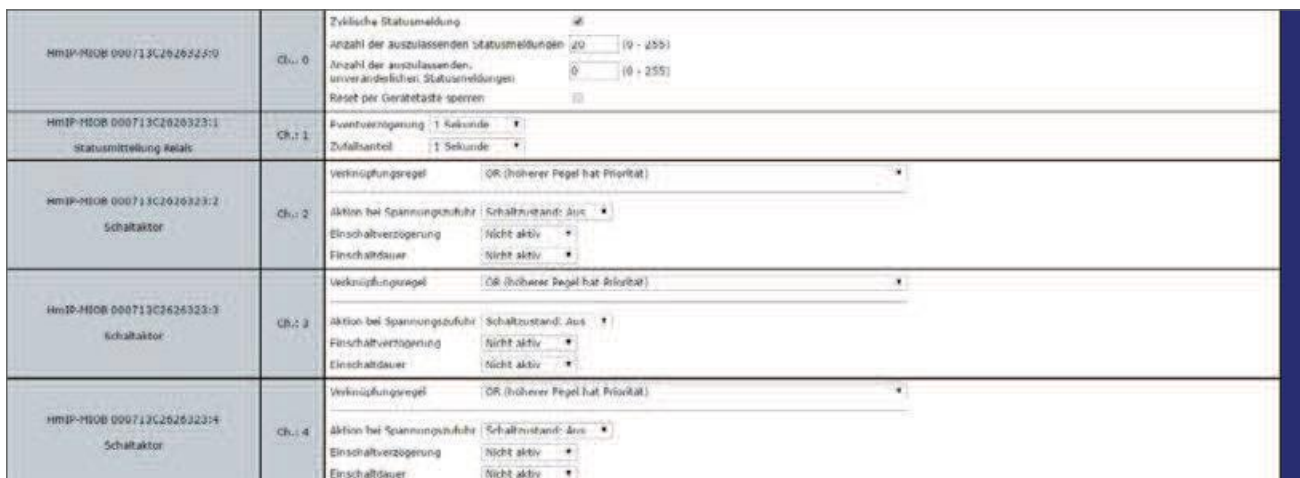 HmIP-MIOB 000713C2626323:0
Ch.: 0
Zyklische Statusmeldung
Anzahl der auszulassenden Statusmeldungen 20 (0 - 255)
Anzahl der auszulassenden,
unveränderlichen Statusmeldungen 0 (0 - 255)
Reset per Gerätetaste sperren
HmIP-MIOB 000713C2626323:1
Statusmitteilung Relais
Ch.: 1
Eventverzögerung 1 Sekunde
Zufallsanteil 1 Sekunde
HmIP-MIOB 000713C2626323:2
Schaltaktor
Ch.: 2
Verknüpfungsregel OR (höherer Pegel hat Priorität)
Aktion bei Spannungszufuhr Schaltzustand: Aus
Einschaltverzögerung Nicht aktiv
Einschaltdauer Nicht aktiv
HmIP-MIOB 000713C2626323:3
Schaltaktor
Ch.: 3
Verknüpfungsregel OR (höherer Pegel hat Priorität)
Aktion bei Spannungszufuhr Schaltzustand: Aus
Einschaltverzögerung Nicht aktiv
Einschaltdauer Nicht aktiv
HmIP-MIOB 000713C2626323:4
Schaltaktor
Ch.: 4
Verknüpfungsregel OR (höherer Pegel hat Priorität)
Aktion bei Spannungszufuhr Schaltzustand: Aus
Einschaltverzögerung Nicht aktiv
Einschaltdauer Nicht aktiv